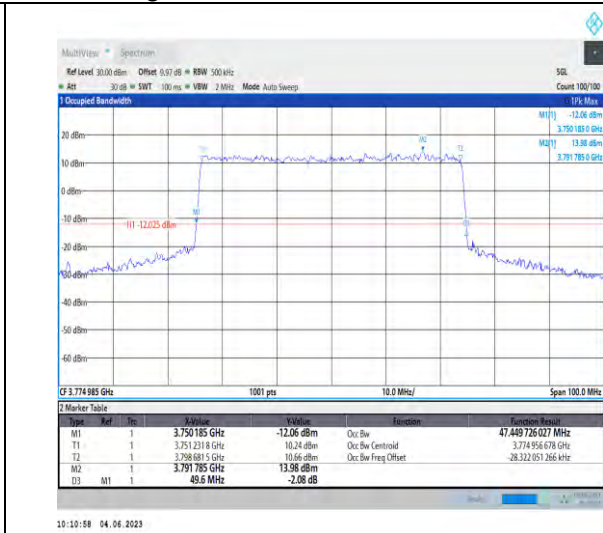 MultiView Spectrum
Ref Level 30.00 dBm Offset 9.97 dB RBW 500 kHz SGL
Att 30 dB SWT 100 ms VBW 2 MHz Mode Auto Sweep Count 100/100
1 Occupied Bandwidth 1Pk Max
M1[1] -12.06 dBm
3.750 185 0 GHz
M2[1] 13.98 dBm
3.791 785 0 GHz
20 dBm
T1 M2 T2
10 dBm
0 dBm
-10 dBm M1
H1 -12.025 dBm
-20 dBm
-30 dBm
-40 dBm
-50 dBm
-60 dBm
CF 3.774 985 GHz 1001 pts 10.0 MHz/ Span 100.0 MHz
2 Marker Table
Type Ref Trc X-Value Y-Value Function Function Result
M1 1 3.750 185 GHz -12.06 dBm Occ Bw 47.449 726 027 MHz
T1 1 3.751 231 8 GHz 10.24 dBm Occ Bw Centroid 3.774 956 678 GHz
T2 1 3.798 681 5 GHz 10.66 dBm Occ Bw Freq Offset -28.322 051 266 kHz
M2 1 3.791 785 GHz 13.98 dBm
D3 M1 1 49.6 MHz -2.08 dB
10:10:58 04.06.2023